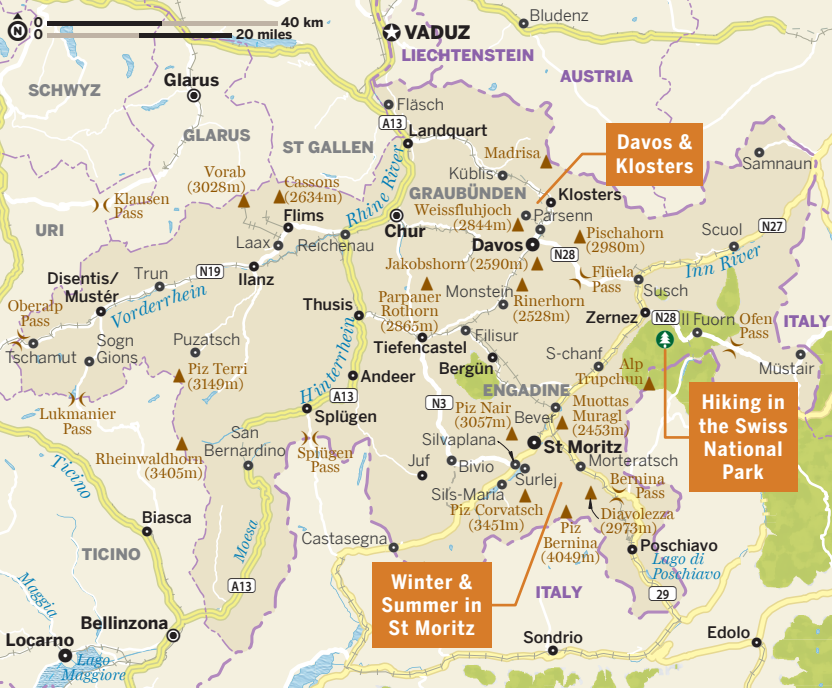 0
40 km
N
0
20 miles
VADUZ
LIECHTENSTEIN
Bludenz
AUSTRIA
SCHWYZ
Glarus
GLARUS
ST GALLEN
Fläsch
A13
Landquart
Madrisa
Davos &
Klosters
Samnaun
ITALY
Klausen
Pass
Vorab
(3028m)
Cassons
(2634m)
Rhine River
Küblis
GRAUBÜNDEN
Klosters
Weissfluhjoch
(2844m)
Parsenn
Chur
Davos
Pischahorn
(2980m)
N27
Scuol
Inn River
URI
Flims
Laax
Reichenau
N28
Jakobshorn (2590m)
Flüela
Pass
Susch
Disentis/
Mustér
Trun
N19
Ilanz
Vorderrhein
Thusis
Parpaner
Rothorn
(2865m)
Monstein
Rinerhorn
(2528m)
Zernez
N28
Il Fuorn
Ofen
Pass
ITALY
Oberalp
Pass
Tschamut
Sogn
Gions
Puzatsch
Piz Terri
(3149m)
Hinterrhein
Tiefencastel
Filisur
Bergün
S-chanf
Alp
Trupchun
Müstair
Andeer
A13
ENGADINE
Hiking in
the Swiss
National
Park
Lukmanier
Pass
Splügen
N3
Piz Nair
(3057m)
Bever
Muottas
Muragl
(2453m)
San
Bernardino
Splügen
Pass
Rheinwaldhorn
(3405m)
Silvaplana
St Moritz
Juf
Bivio
Surlej
Morteratsch
Bernina
Pass
Sils-Maria
Piz Corvatsch
(3451m)
Diavolezza
(2973m)
Piz
Bernina
(4049m)
Ticino
Biasca
Moesa
Castasegna
Poschiavo
Lago di
Poschiavo
TICINO
A13
Winter &
Summer in
St Moritz
ITALY
29
Maggia
Bellinzona
Locarno
Lago
Maggiore
Sondrio
Edolo